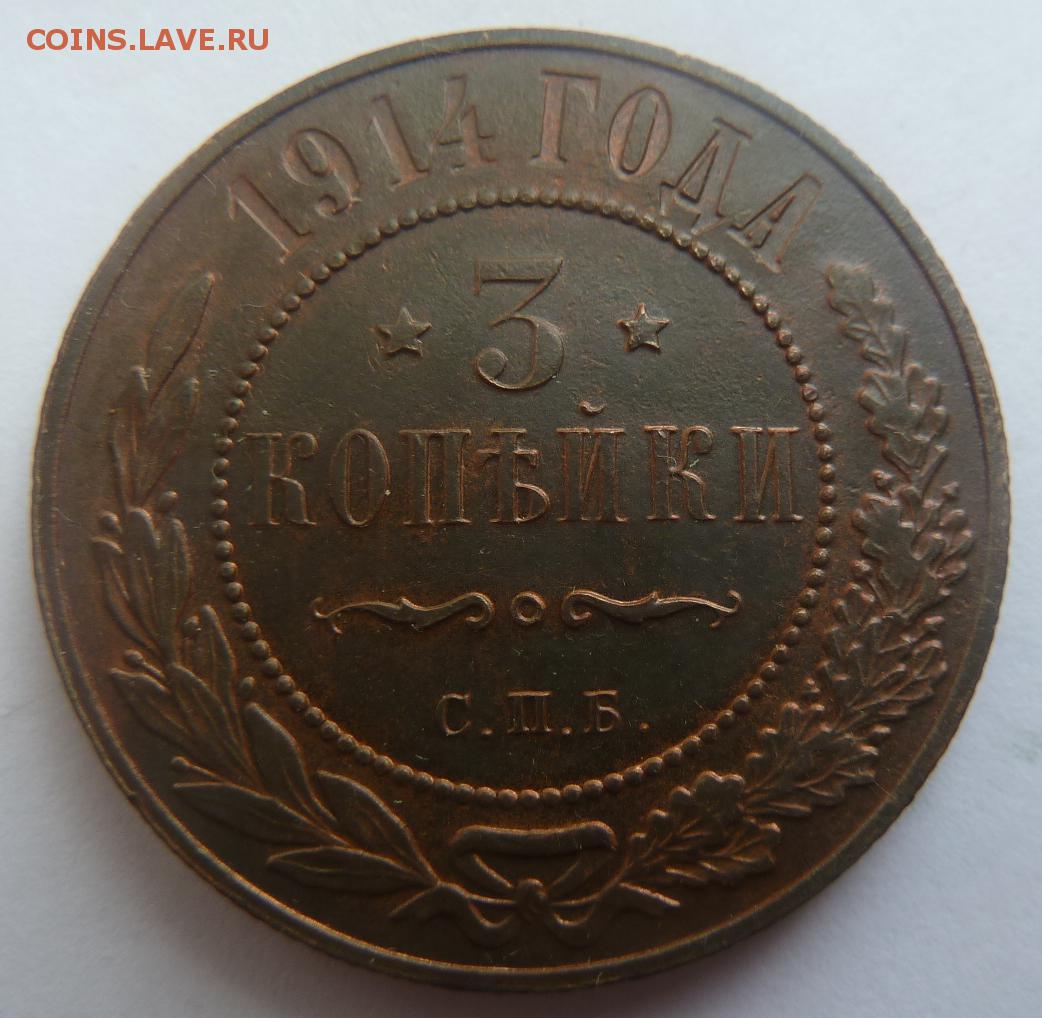 COINS.LAVE.RU
1914 ГОДА
3
КОПѢЙКИ
С.П.Б.